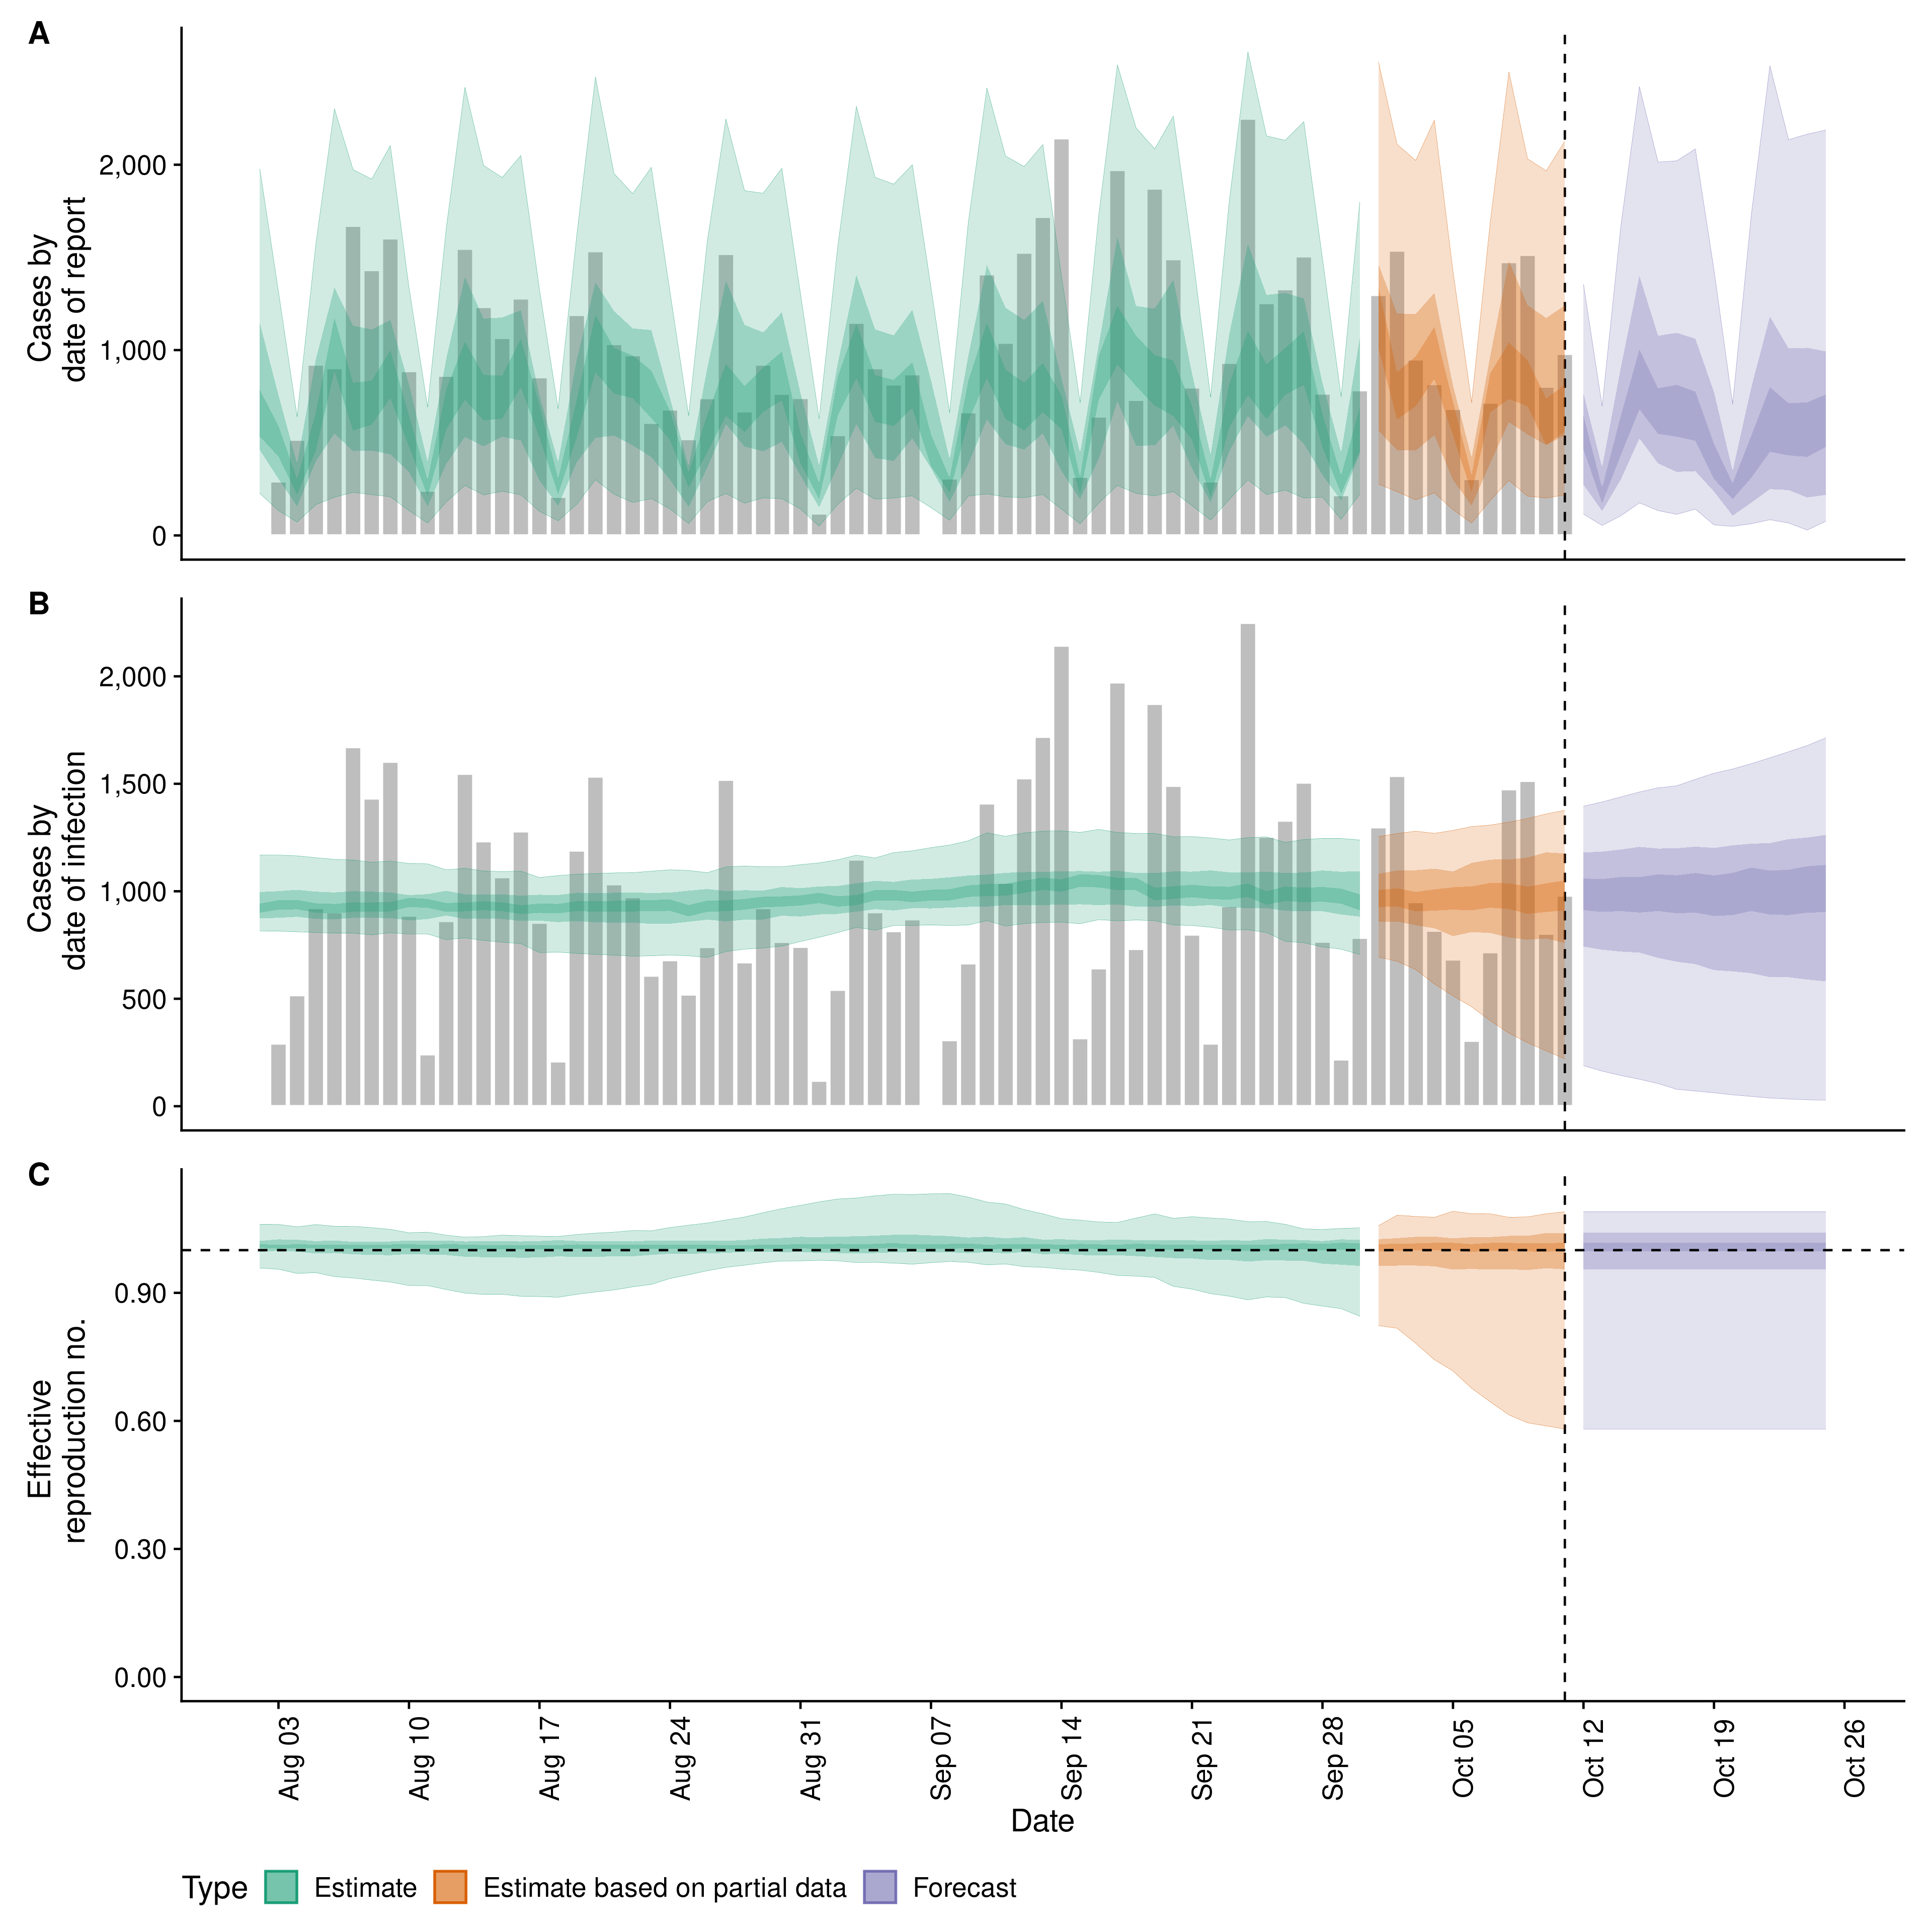 A
Cases by
date of report
2,000
1,000
0
B
Cases by
date of infection
2,000
1,500
1,000
500
0
C
Effective
reproduction no.
0.90
0.60
0.30
0.00
Aug 03
Aug 10
Aug 17
Aug 24
Aug 31
Sep 07
Sep 14
Sep 21
Sep 28
Oct 05
Oct 12
Oct 19
Oct 26
Date
Type Estimate Estimate based on partial data Forecast